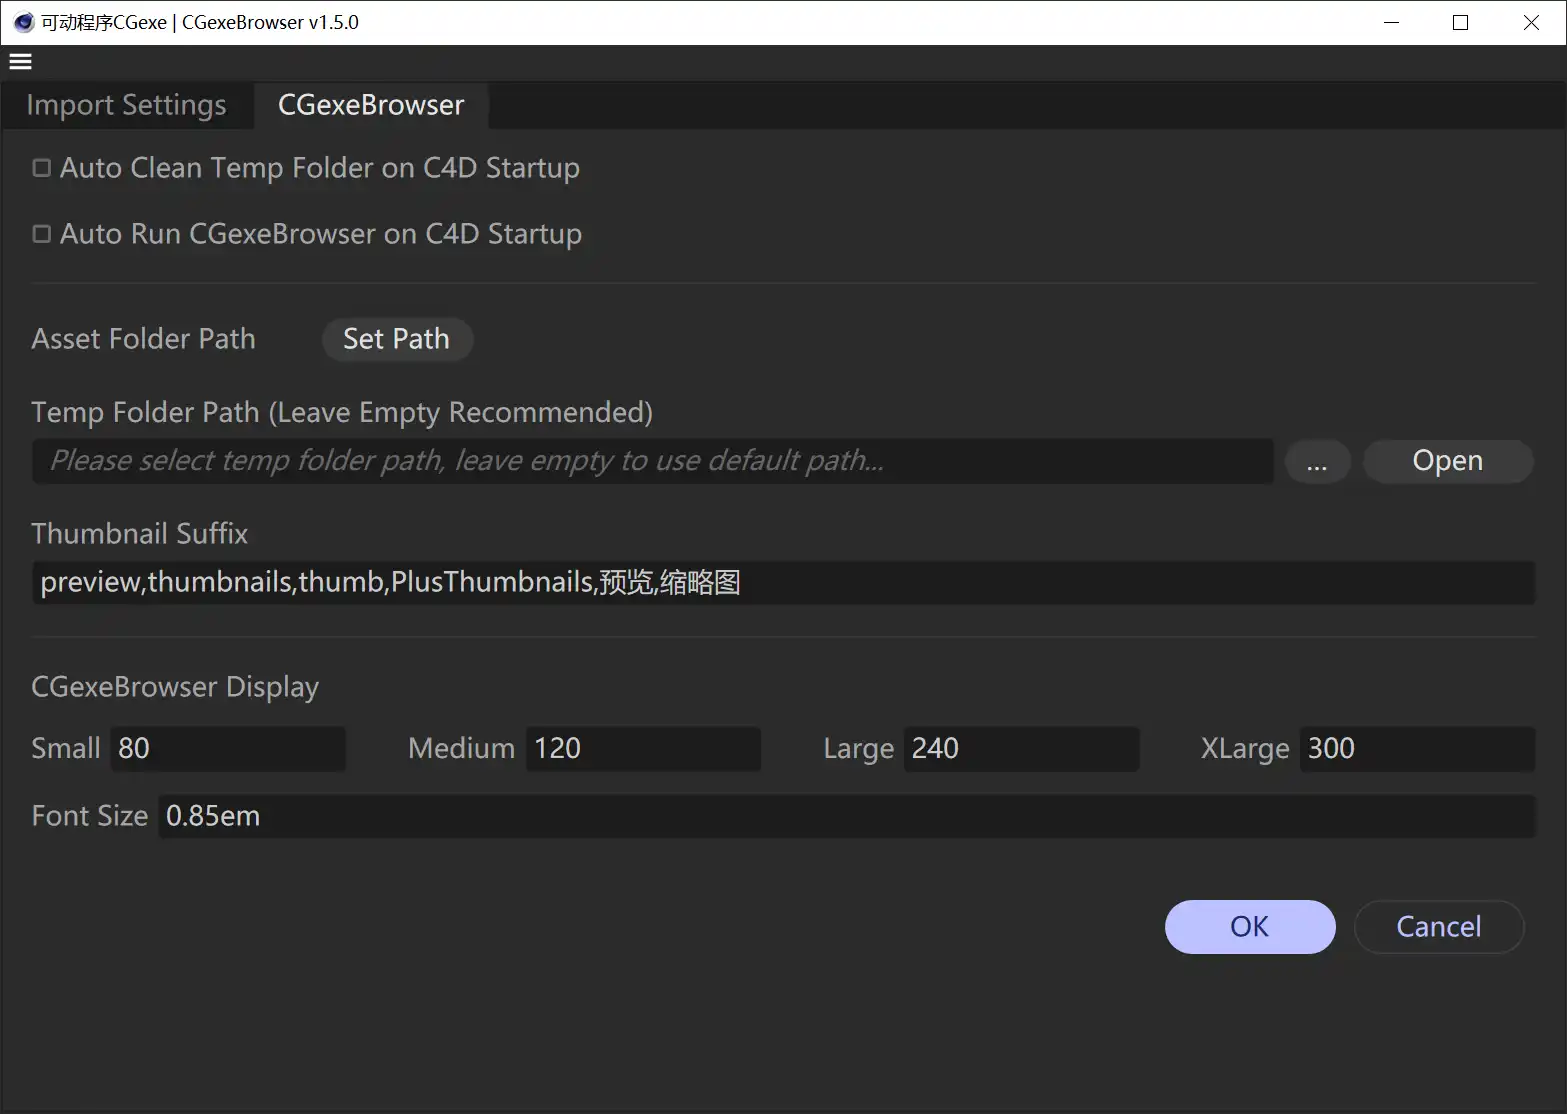 可动程序CGexe | CGexeBrowser v1.5.0
Import Settings CGexeBrowser
Auto Clean Temp Folder on C4D Startup
Auto Run CGexeBrowser on C4D Startup
Asset Folder Path Set Path
Temp Folder Path (Leave Empty Recommended)
Please select temp folder path, leave empty to use default path... ... Open
Thumbnail Suffix
preview,thumbnails,thumb,PlusThumbnails,预览,缩略图
CGexeBrowser Display
Small 80 Medium 120 Large 240 XLarge 300
Font Size 0.85em
OK Cancel